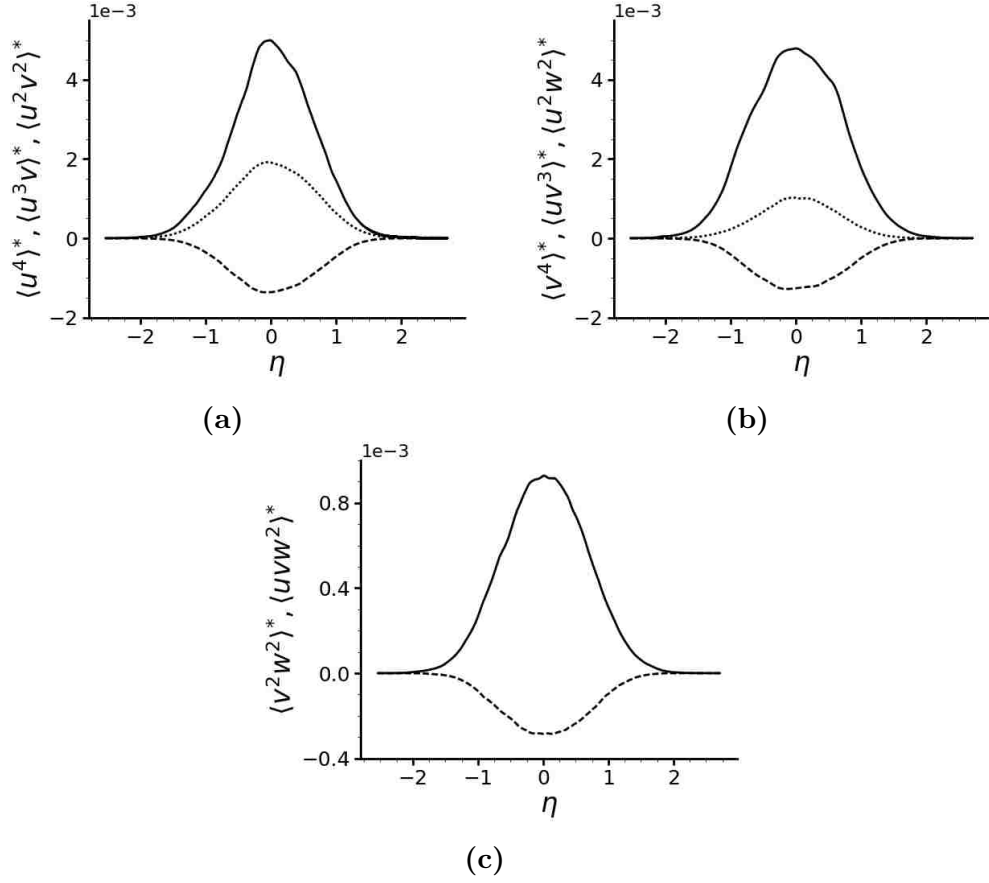 1e−3
⟨u⁴⟩*, ⟨u³v⟩*, ⟨u²v²⟩*
4
2
0
−2
−2 −1 0 1 2
η
(a)
1e−3
⟨v⁴⟩*, ⟨uv³⟩*, ⟨u²w²⟩*
4
2
0
−2
−2 −1 0 1 2
η
(b)
1e−3
⟨v²w²⟩*, ⟨uvw²⟩*
0.8
0.4
0.0
−0.4
−2 −1 0 1 2
η
(c)